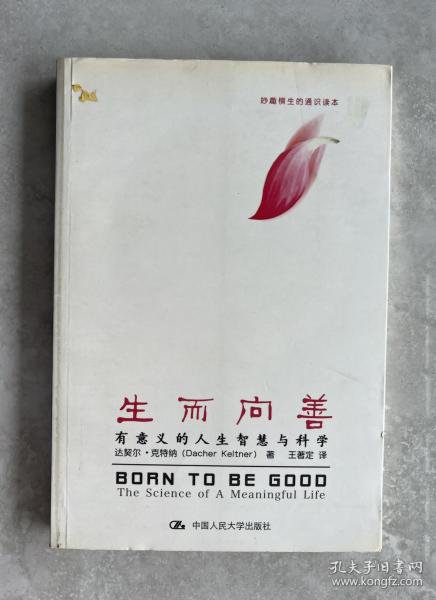 妙趣横生的通识读本
生而向善
有意义的人生智慧与科学
达契尔·克特纳 (Dacher Keltner) 著 王著定 译
BORN TO BE GOOD
The Science of A Meaningful Life
中国人民大学出版社
孔夫子旧书网
www.kongfz.com